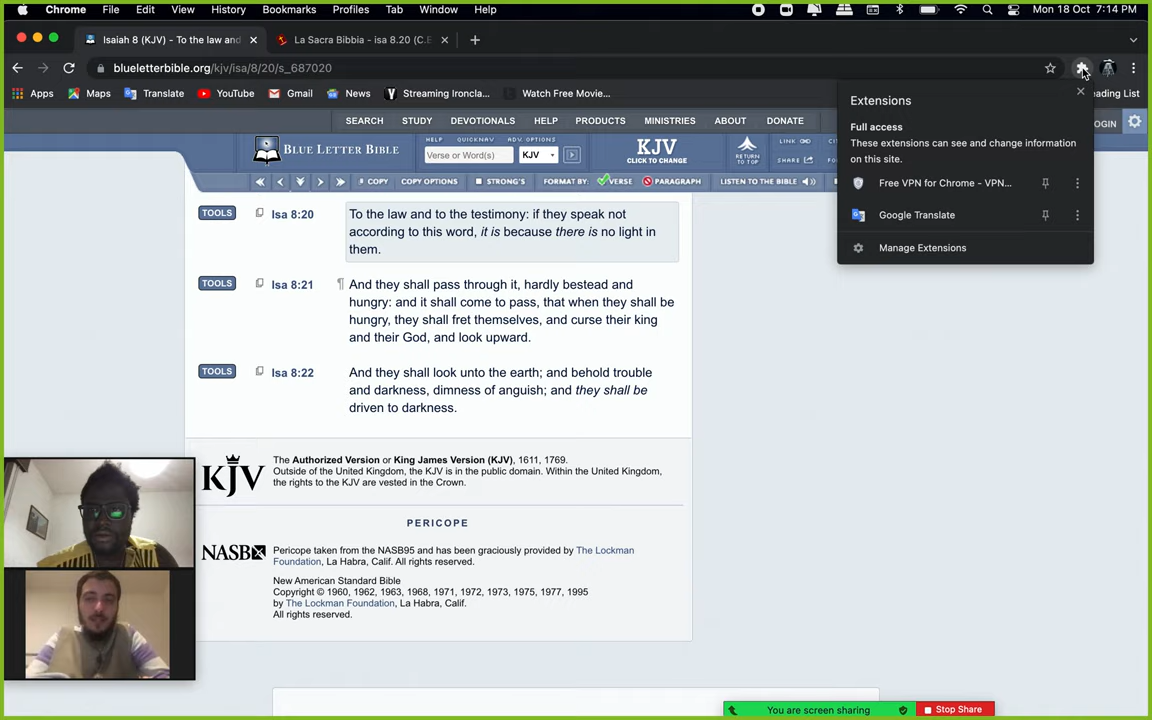 Chrome File Edit View History Bookmarks Profiles Tab Window Help Mon 18 Oct 7:14 PM
Isaiah 8 (KJV) - To the law and
La Sacra Bibbia - isa 8.20 (C.E
blueletterbible.org/kjv/isa/8/20/s_687020
Apps Maps Translate YouTube Gmail News Streaming Ironcla... Watch Free Movie... eading List
Extensions
Full access
These extensions can see and change information
on this site.
Free VPN for Chrome - VPN...
Google Translate
Manage Extensions
SEARCH STUDY DEVOTIONALS HELP PRODUCTS MINISTRIES ABOUT DONATE OGIN
BLUE LETTER BIBLE
HELP QUICKNAV ADV. OPTIONS
Verse or Word(s) KJV
KJV
CLICK TO CHANGE
RETURN
TO TOP
LINK
SHARE
COPY COPY OPTIONS STRONG'S FORMAT BY: VERSE PARAGRAPH LISTEN TO THE BIBLE
TOOLS Isa 8:20 To the law and to the testimony: if they speak not
according to this word, it is because there is no light in
them.
TOOLS Isa 8:21 ¶ And they shall pass through it, hardly bestead and
hungry: and it shall come to pass, that when they shall be
hungry, they shall fret themselves, and curse their king
and their God, and look upward.
TOOLS Isa 8:22 And they shall look unto the earth; and behold trouble
and darkness, dimness of anguish; and they shall be
driven to darkness.
KJV
The Authorized Version or King James Version (KJV), 1611, 1769.
Outside of the United Kingdom, the KJV is in the public domain. Within the United Kingdom,
the rights to the KJV are vested in the Crown.
PERICOPE
NASB
Pericope taken from the NASB95 and has been graciously provided by The Lockman
Foundation, La Habra, Calif. All rights reserved.
New American Standard Bible
Copyright © 1960, 1962, 1963, 1968, 1971, 1972, 1973, 1975, 1977, 1995
by The Lockman Foundation, La Habra, Calif.
All rights reserved.
You are screen sharing Stop Share